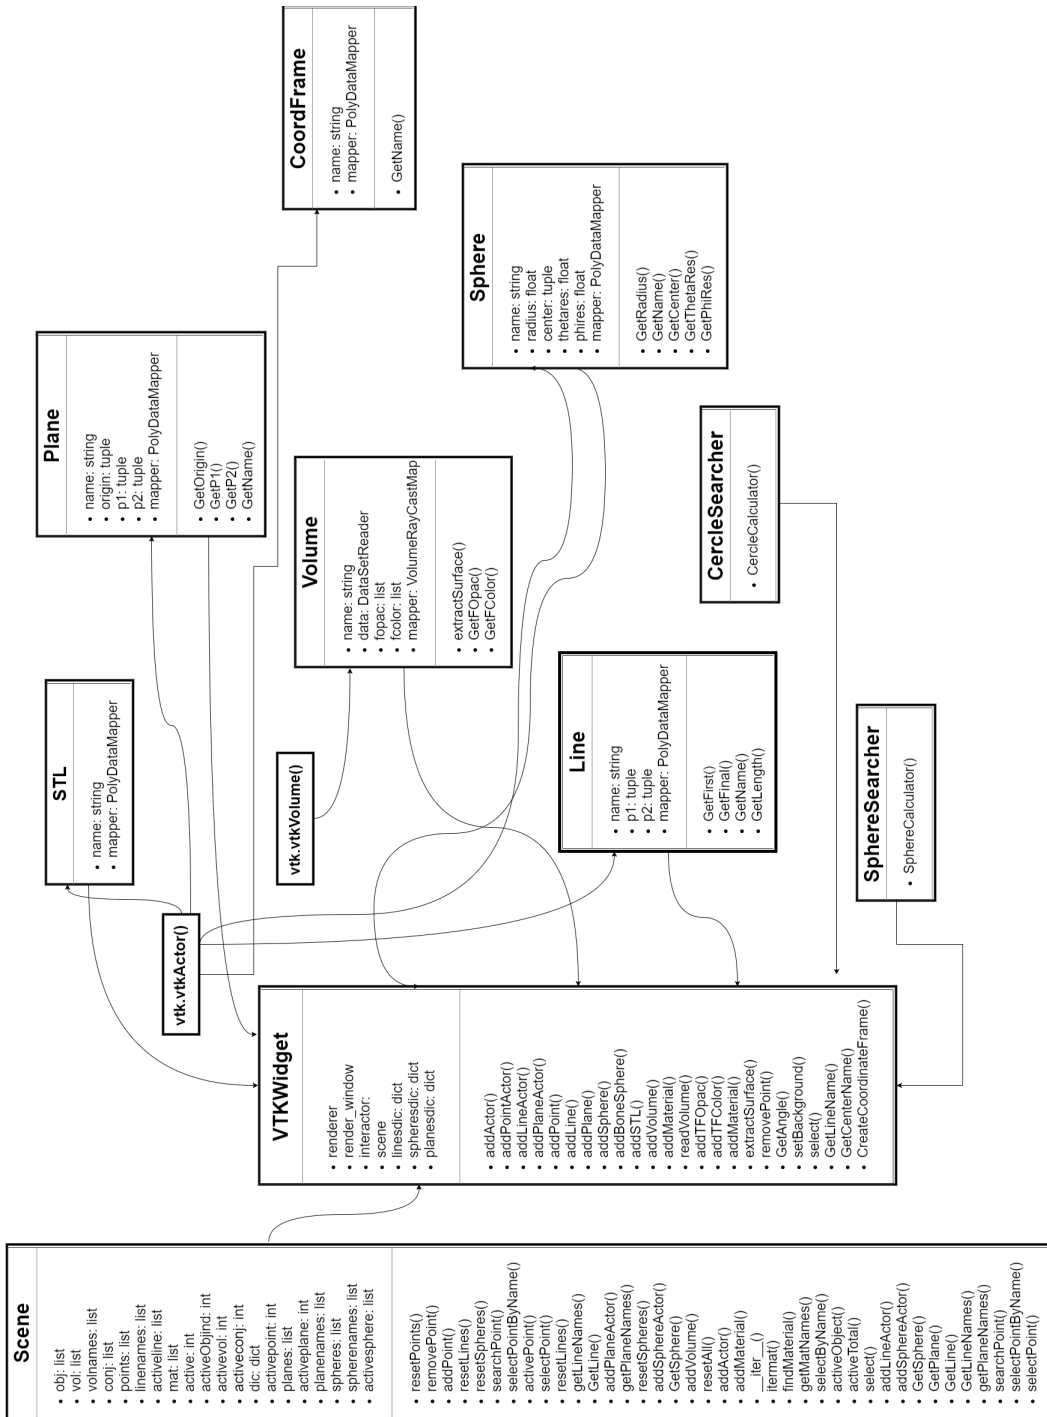 Scene
• obj: list
• vol: list
• volnames: list
• conj: list
• points: list
• linenames: list
• activeline: list
• mat: list
• active: int
• activeObjind: int
• activevol: int
• activeconj: int
• dic: dict
• activepoint: int
• planes: list
• activeplane: int
• planenames: list
• spheres: list
• spherenames: list
• activesphere: list
• resetPoints()
• removePoint()
• addPoint()
• resetLines()
• resetSpheres()
• searchPoint()
• selectPointByName()
• activePoint()
• selectPoint()
• resetLines()
• getLineNames()
• GetLine()
• addPlaneActor()
• getPlaneNames()
• resetSpheres()
• addSphereActor()
• GetSphere()
• addVolume()
• resetAll()
• addActor()
• addMaterial()
• __iter__()
• itermat()
• findMaterial()
• getMatNames()
• selectByName()
• activeObject()
• activeTotal()
• select()
• addLineActor()
• addSphereActor()
• GetSphere()
• GetPlane()
• GetLine()
• GetLineNames()
• getPlaneNames()
• searchPoint()
• selectPointByName()
• selectPoint()
VTKWidget
• renderer
• render_window
• interactor:
• scene
• linesdic: dict
• spheresdic: dict
• planesdic: dict
• addActor()
• addPointActor()
• addLineActor()
• addPlaneActor()
• addPoint()
• addLine()
• addPlane()
• addSphere()
• addBoneSphere()
• addSTL()
• addVolume()
• addMaterial()
• readVolume()
• addTFOpac()
• addTFColor()
• addMaterial()
• extractSurface()
• removePoint()
• GetAngle()
• setBackground()
• select()
• GetLineName()
• GetCenterName()
• CreateCoordinateFrame()
vtk.vtkActor()
STL
• name: string
• mapper: PolyDataMapper
vtk.vtkVolume()
Line
• name: string
• p1: tuple
• p2: tuple
• mapper: PolyDataMapper
• GetFirst()
• GetFinal()
• GetName()
• GetLength()
SphereSearcher
• SphereCalculator()
Plane
• name: string
• origin: tuple
• p1: tuple
• p2: tuple
• mapper: PolyDataMapper
• GetOrigin()
• GetP1()
• GetP2()
• GetName()
Volume
• name: string
• data: DataSetReader
• fopac: list
• fcolor: list
• mapper: VolumeRayCastMap
• extractSurface()
• GetFOpac()
• GetFColor()
CercleSearcher
• CercleCalculator()
Sphere
• name: string
• radius: float
• center: tuple
• thetares: float
• phires: float
• mapper: PolyDataMapper
• GetRadius()
• GetName()
• GetCenter()
• GetThetaRes()
• GetPhiRes()
CoordFrame
• name: string
• mapper: PolyDataMapper
• GetName()